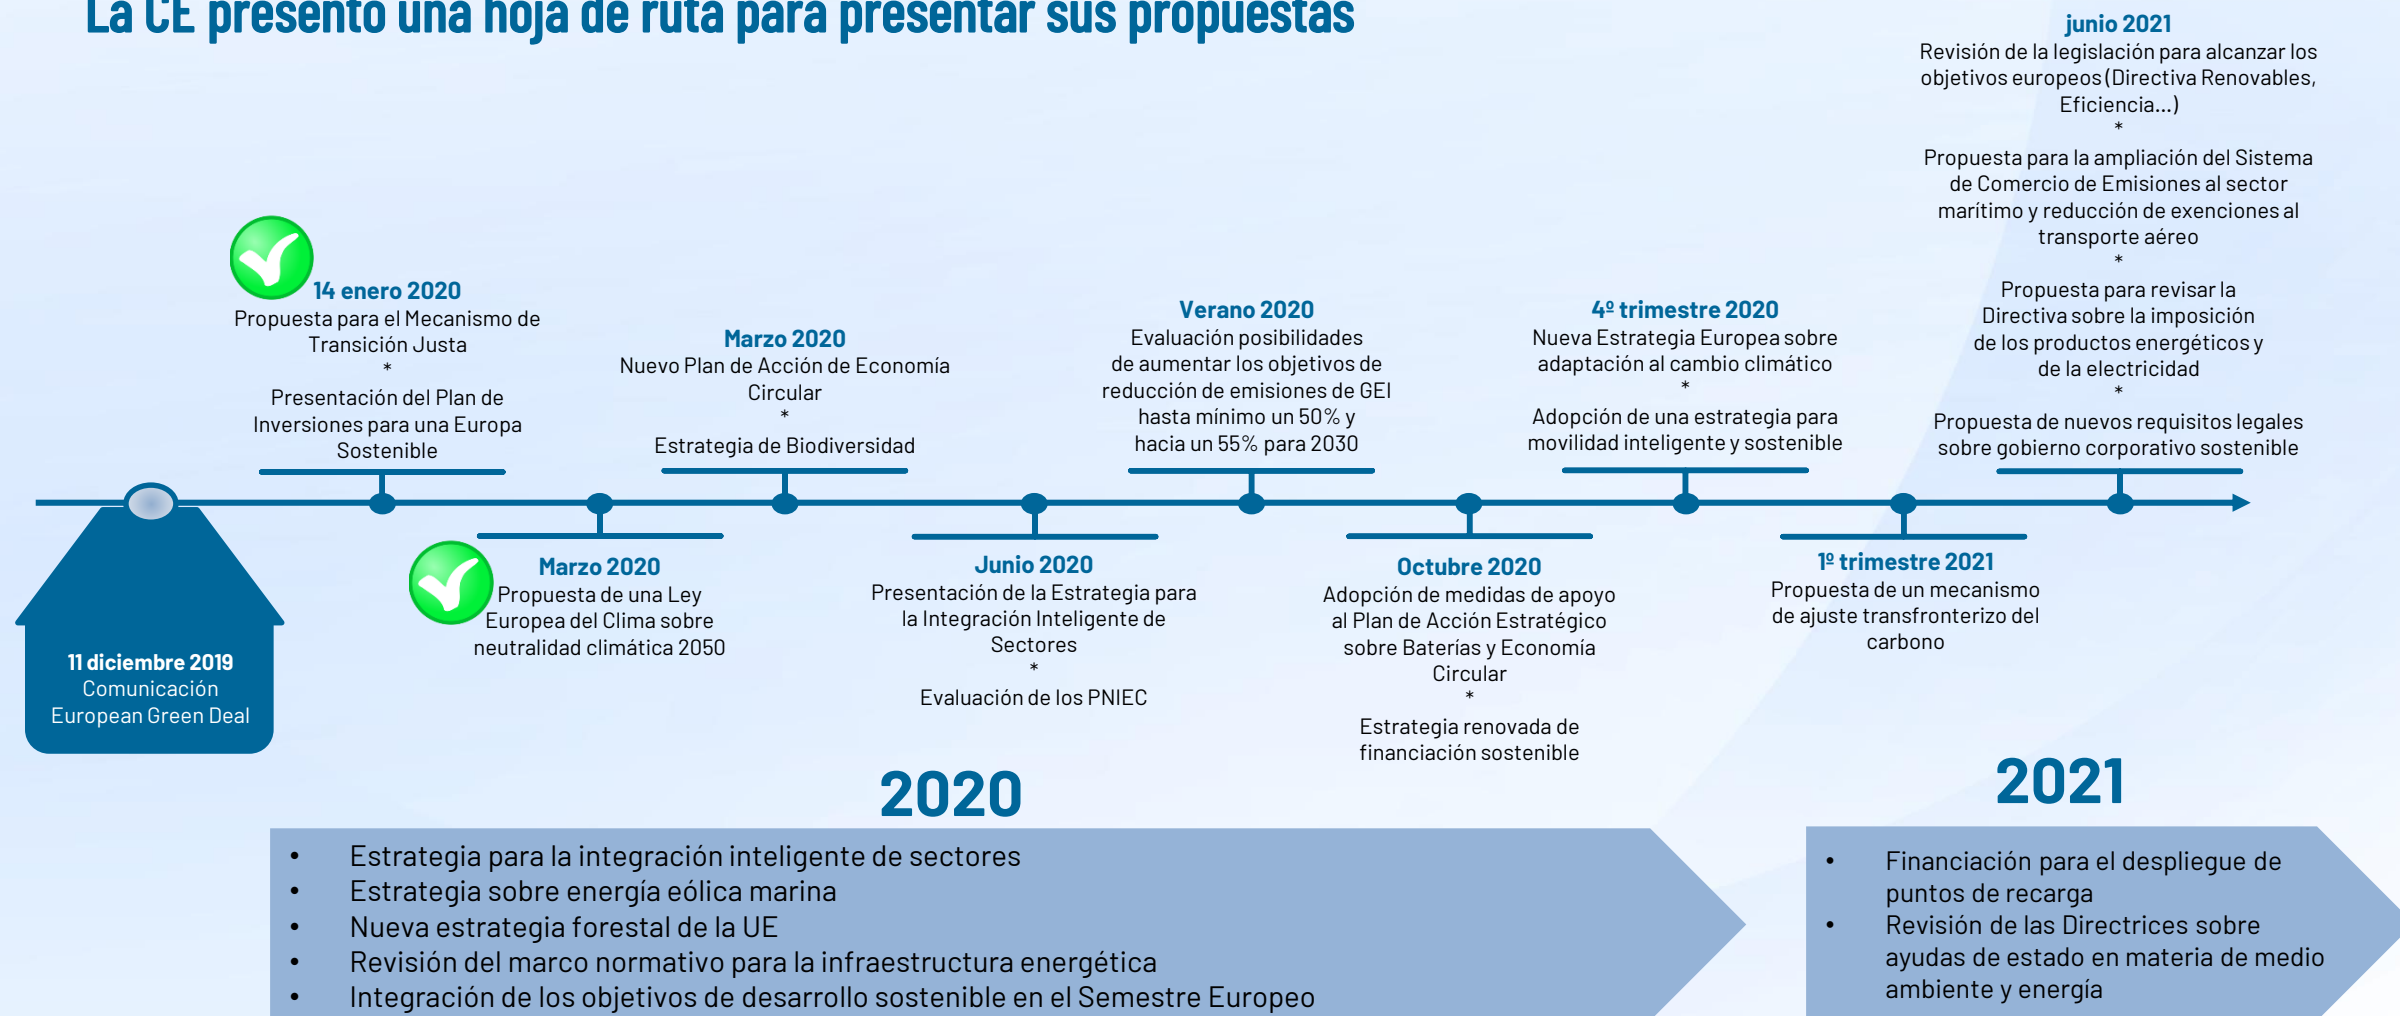 La CE presentó una hoja de ruta para presentar sus propuestas
junio 2021
Revisión de la legislación para alcanzar los
objetivos europeos (Directiva Renovables,
Eficiencia...)
*
Propuesta para la ampliación del Sistema
de Comercio de Emisiones al sector
marítimo y reducción de exenciones al
transporte aéreo
*
Propuesta para revisar la
Directiva sobre la imposición
de los productos energéticos y
de la electricidad
*
Propuesta de nuevos requisitos legales
sobre gobierno corporativo sostenible
14 enero 2020
Propuesta para el Mecanismo de
Transición Justa
*
Presentación del Plan de
Inversiones para una Europa
Sostenible
Marzo 2020
Nuevo Plan de Acción de Economía
Circular
*
Estrategia de Biodiversidad
Verano 2020
Evaluación posibilidades
de aumentar los objetivos de
reducción de emisiones de GEI
hasta mínimo un 50% y
hacia un 55% para 2030
4º trimestre 2020
Nueva Estrategia Europea sobre
adaptación al cambio climático
*
Adopción de una estrategia para
movilidad inteligente y sostenible
11 diciembre 2019
Comunicación
European Green Deal
Marzo 2020
Propuesta de una Ley
Europea del Clima sobre
neutralidad climática 2050
Junio 2020
Presentación de la Estrategia para
la Integración Inteligente de
Sectores
*
Evaluación de los PNIEC
Octubre 2020
Adopción de medidas de apoyo
al Plan de Acción Estratégico
sobre Baterías y Economía
Circular
*
Estrategia renovada de
financiación sostenible
1º trimestre 2021
Propuesta de un mecanismo
de ajuste transfronterizo del
carbono
2020
• Estrategia para la integración inteligente de sectores
• Estrategia sobre energía eólica marina
• Nueva estrategia forestal de la UE
• Revisión del marco normativo para la infraestructura energética
• Integración de los objetivos de desarrollo sostenible en el Semestre Europeo
2021
• Financiación para el despliegue de
puntos de recarga
• Revisión de las Directrices sobre
ayudas de estado en materia de medio
ambiente y energía